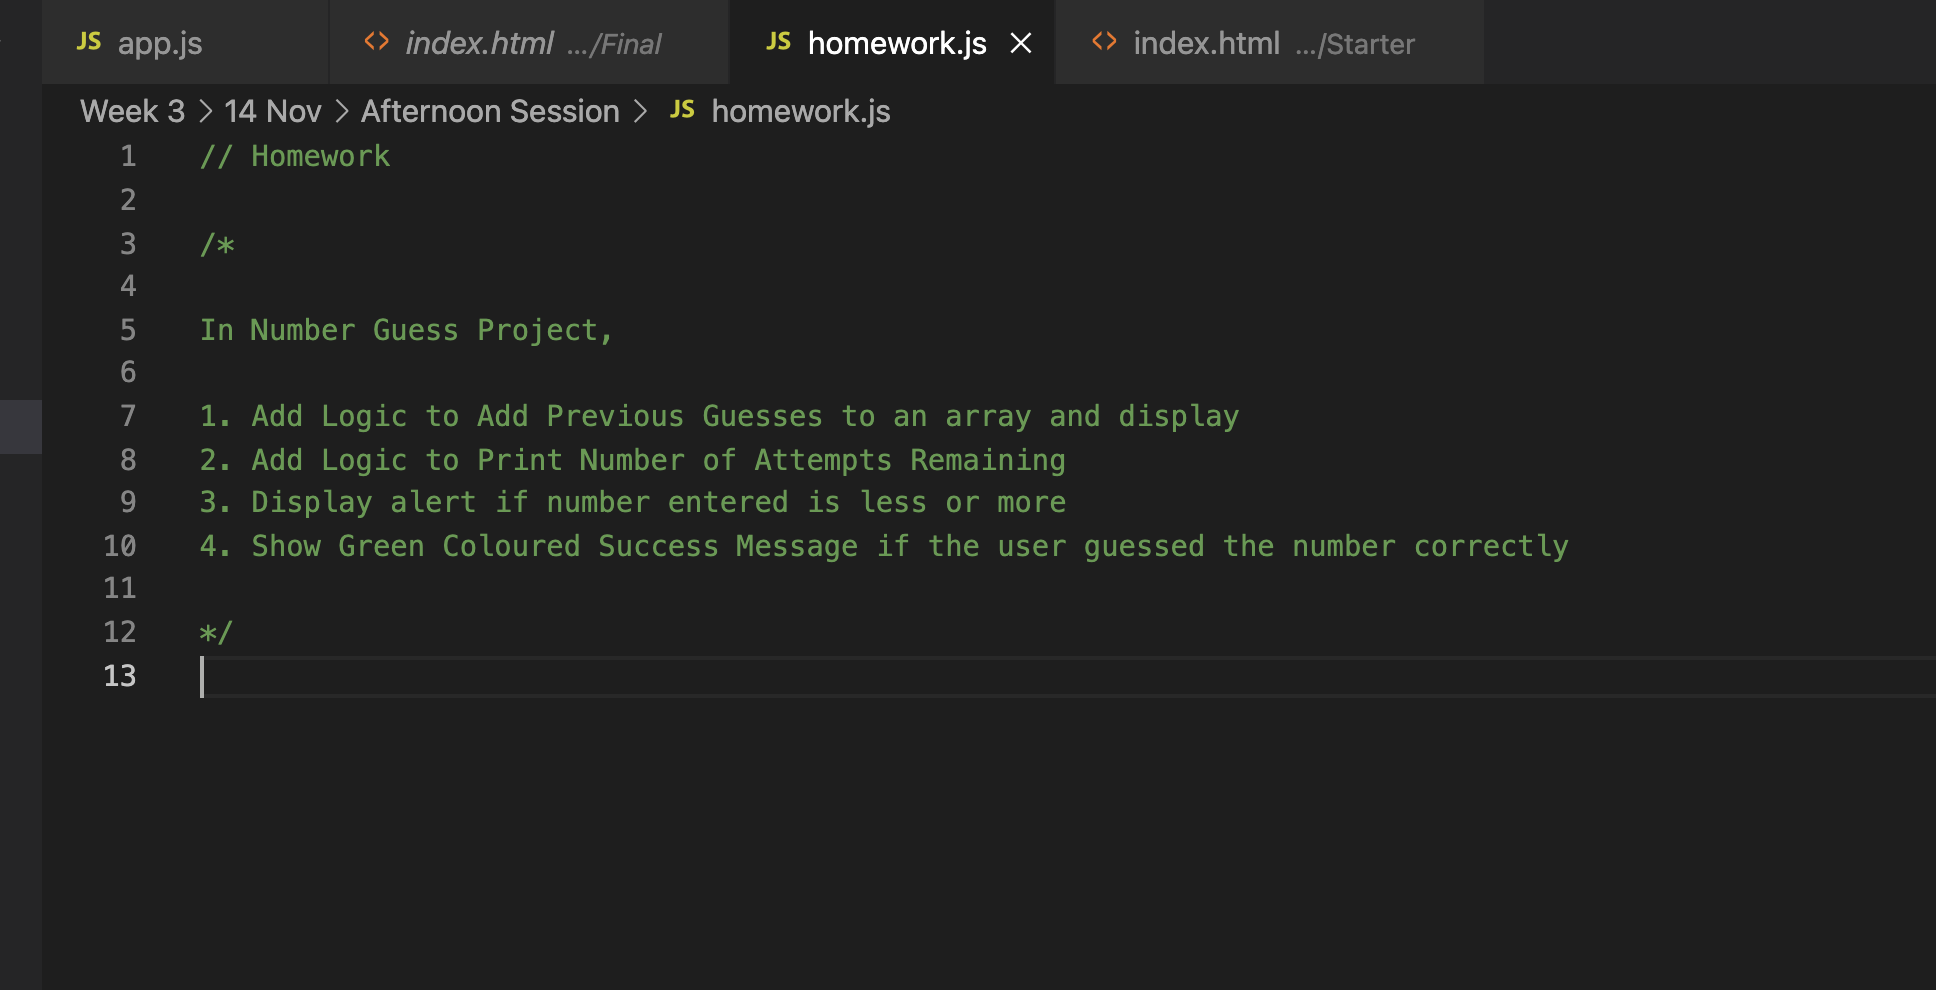 JS app.js <> index.html .../Final JS homework.js × <> index.html .../Starter
Week 3 > 14 Nov > Afternoon Session > JS homework.js
1 // Homework
2
3 /*
4
5 In Number Guess Project,
6
7 1. Add Logic to Add Previous Guesses to an array and display
8 2. Add Logic to Print Number of Attempts Remaining
9 3. Display alert if number entered is less or more
10 4. Show Green Coloured Success Message if the user guessed the number correctly
11
12 */
13